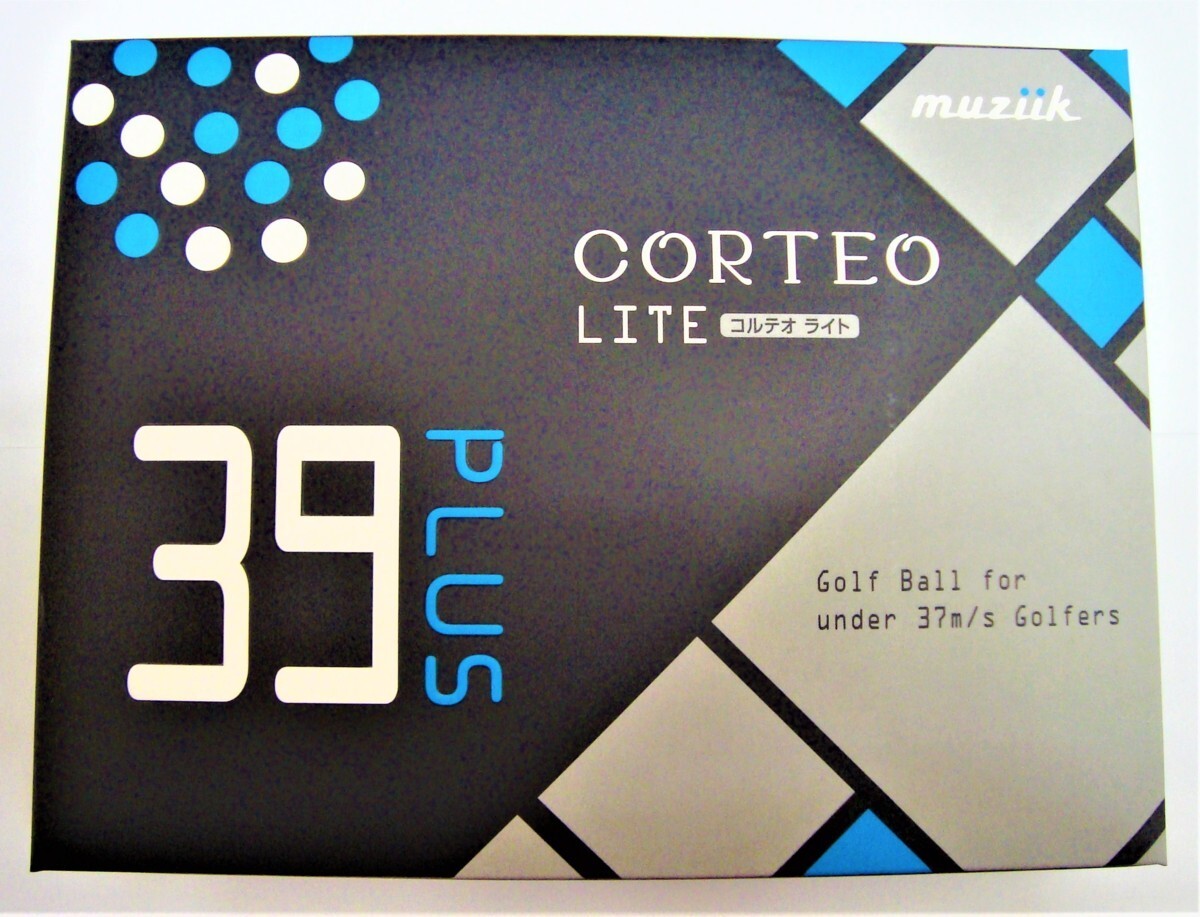 muziik
CORTEO
LITE コルテオ ライト
39 PLUS
Golf Ball for
under 37m/s Golfers